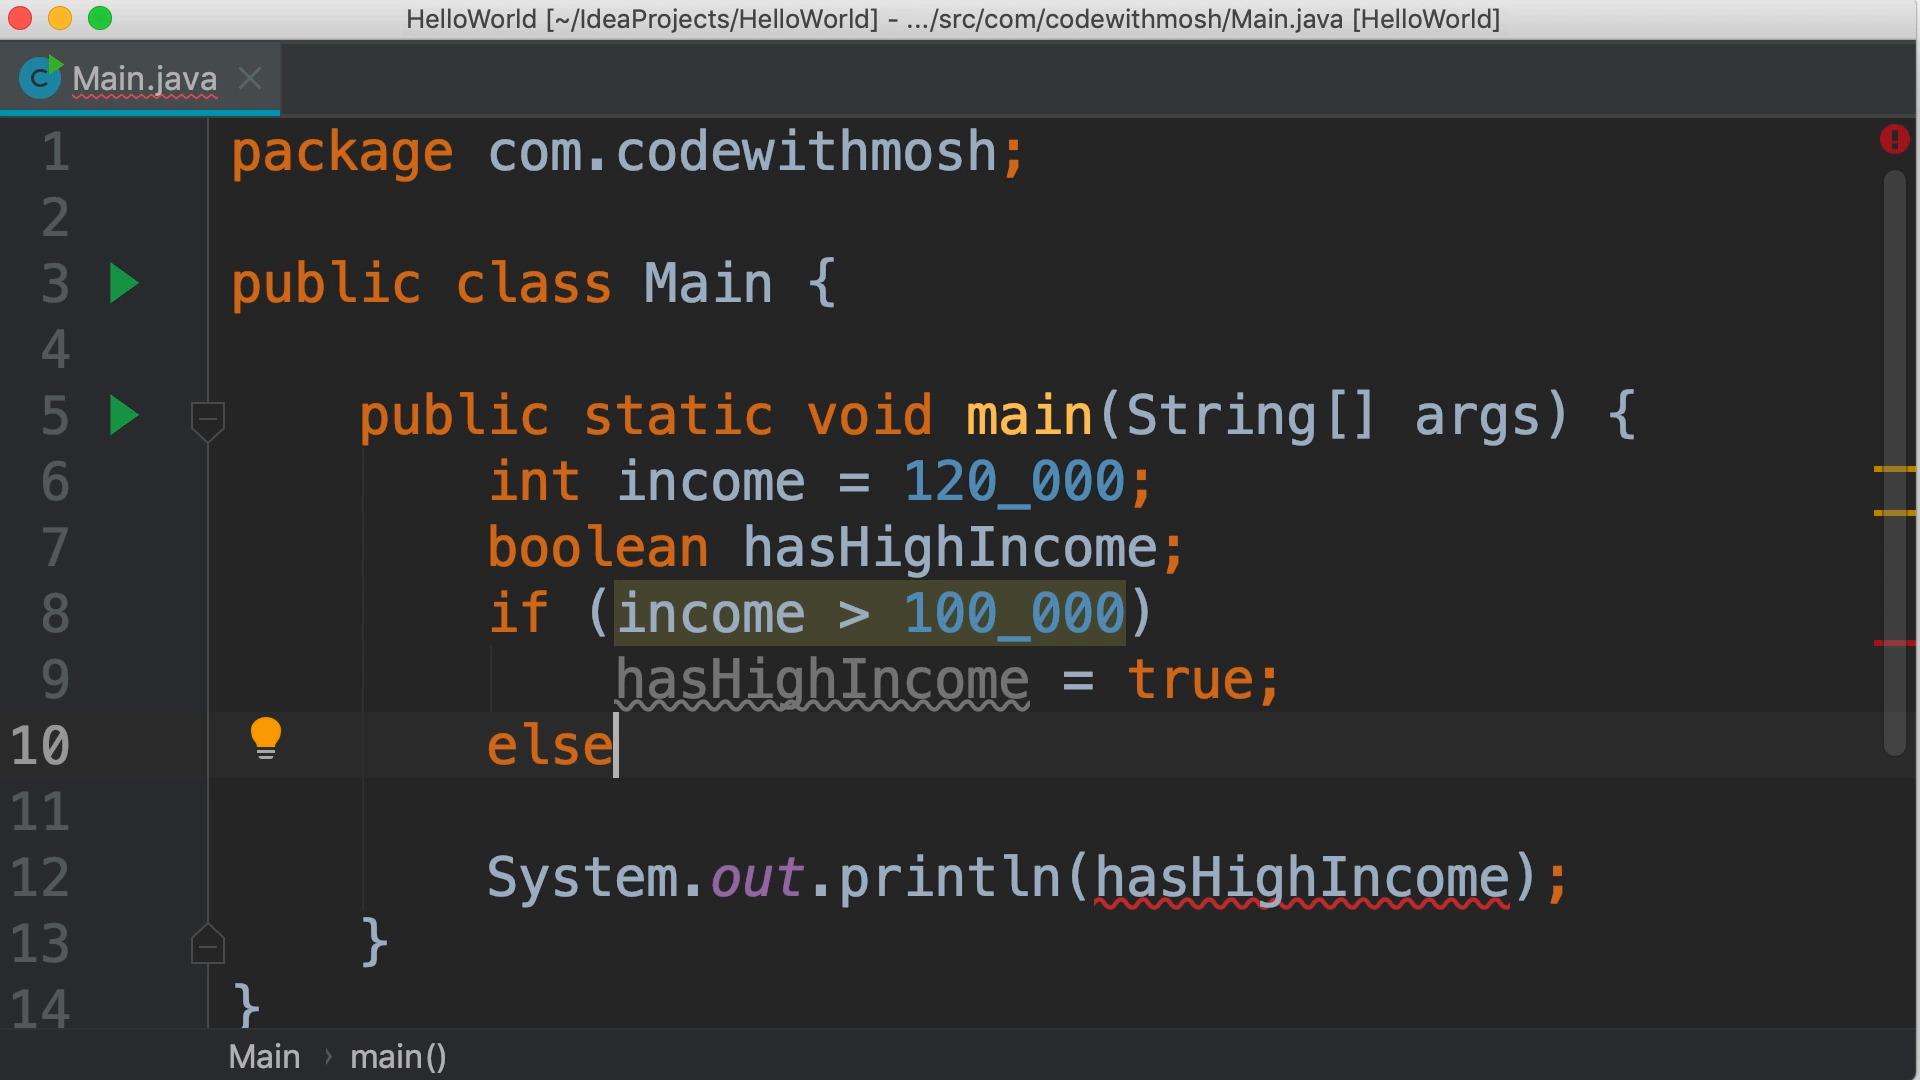 HelloWorld [~/IdeaProjects/HelloWorld] - .../src/com/codewithmosh/Main.java [HelloWorld]
C Main.java
1 package com.codewithmosh;
2
3 public class Main {
4
5 public static void main(String[] args) {
6 int income = 120_000;
7 boolean hasHighIncome;
8 if (income > 100_000)
9 hasHighIncome = true;
10 else
11
12 System.out.println(hasHighIncome);
13 }
14 }
Main › main()